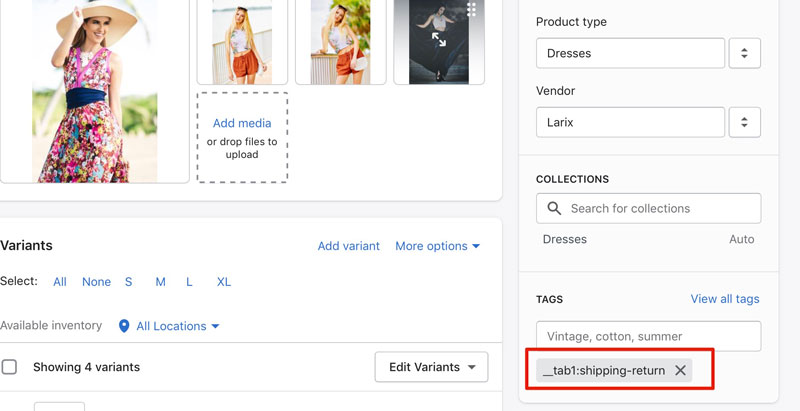 Add media
or drop files to
upload
Variants
Add variant
More options
Select:
All
None
S
M
L
XL
Available inventory
All Locations
Showing 4 variants
Edit Variants
Product type
Dresses
Vendor
Larix
COLLECTIONS
Search for collections
Dresses
Auto
TAGS
View all tags
Vintage, cotton, summer
__tab1:shipping-return